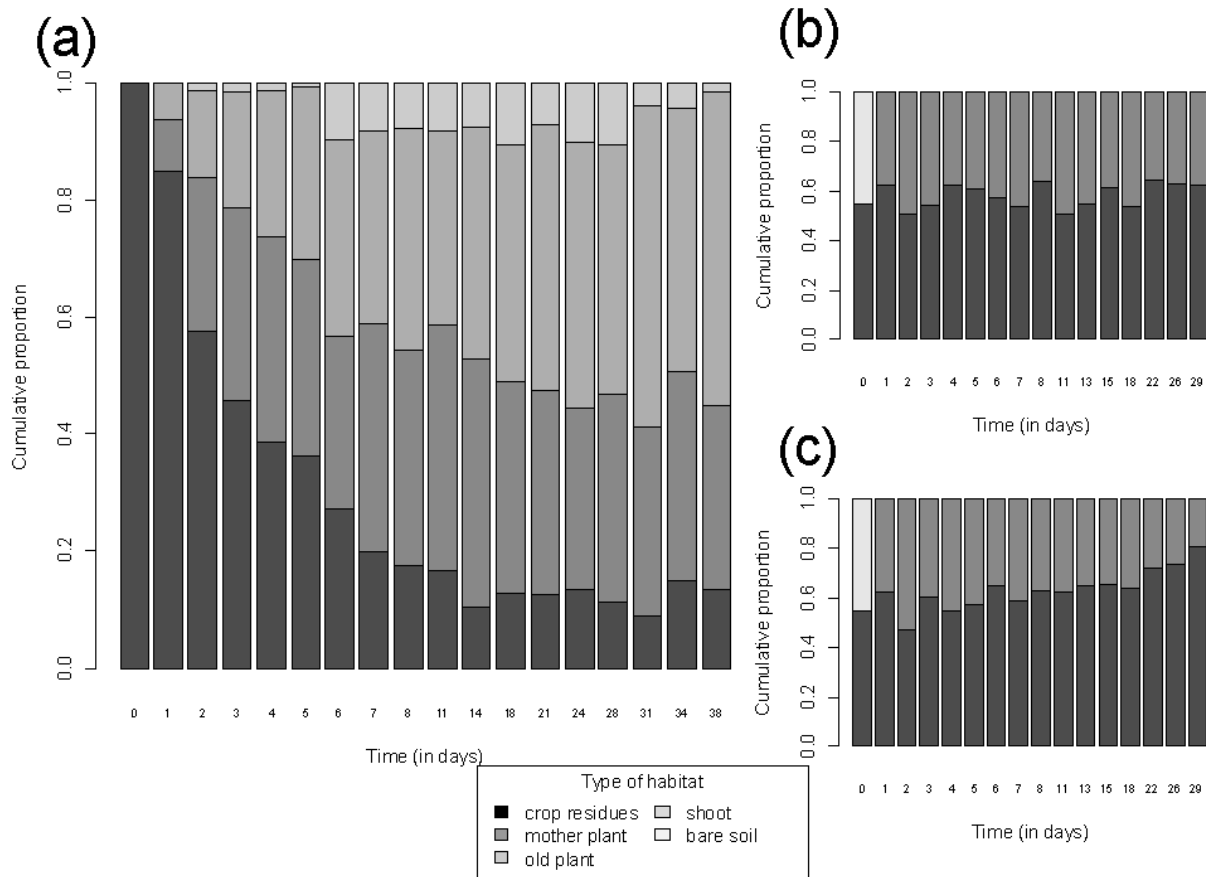 (a)
Cumulative proportion
0.0 0.2 0.4 0.6 0.8 1.0
0 1 2 3 4 5 6 7 8 11 14 18 21 24 28 31 34 38
Time (in days)
(b)
Cumulative proportion
0.0 0.2 0.4 0.6 0.8 1.0
0 1 2 3 4 5 6 7 8 11 13 15 18 22 26 29
Time (in days)
(c)
Cumulative proportion
0.0 0.2 0.4 0.6 0.8 1.0
0 1 2 3 4 5 6 7 8 11 13 15 18 22 26 29
Time (in days)
Type of habitat
crop residues
mother plant
old plant
shoot
bare soil